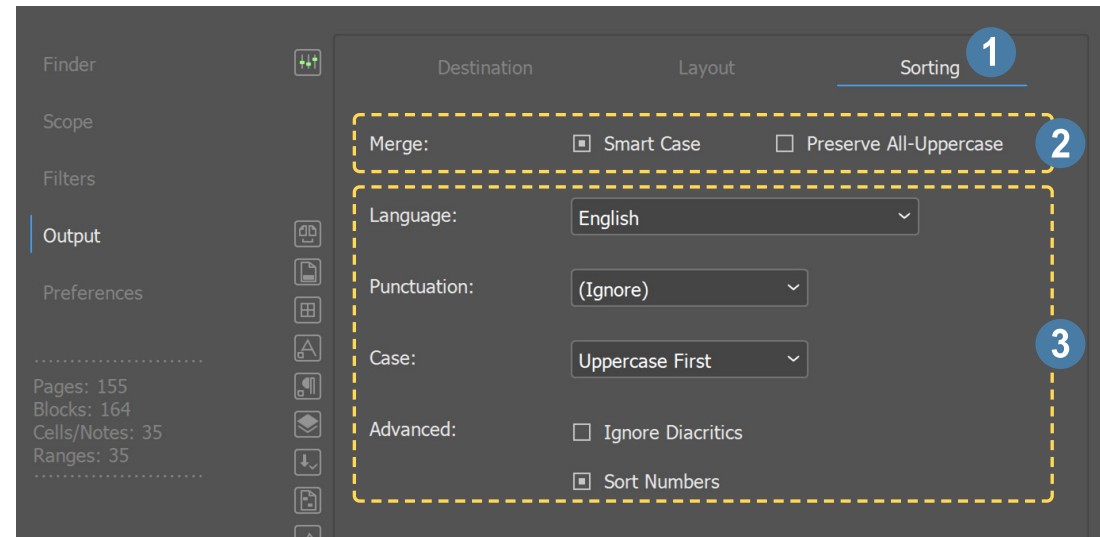 Finder
Scope
Filters
Output
Preferences
Pages: 155
Blocks: 164
Cells/Notes: 35
Ranges: 35
Destination Layout Sorting 1
Merge: Smart Case Preserve All-Uppercase 2
Language: English
Punctuation: (Ignore)
Case: Uppercase First 3
Advanced: Ignore Diacritics
Sort Numbers